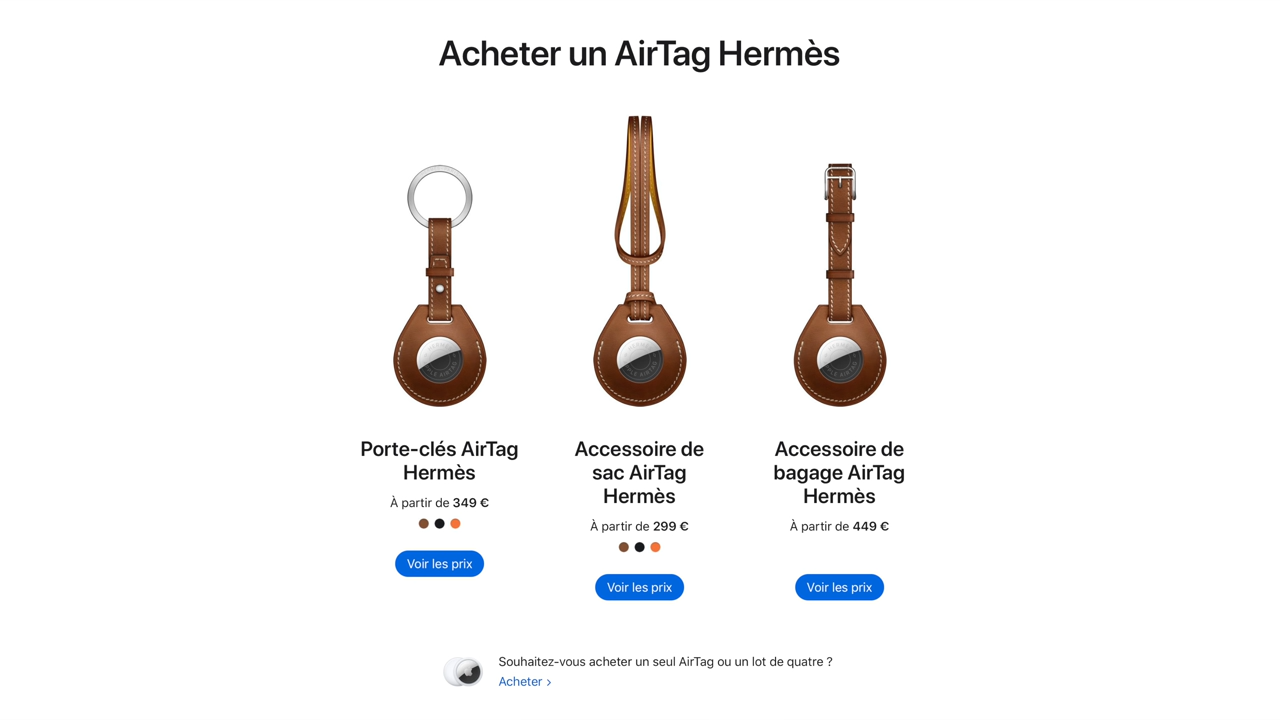 Acheter un AirTag Hermès
Porte-clés AirTag
Hermès
À partir de 349 €
Voir les prix
Accessoire de
sac AirTag
Hermès
À partir de 299 €
Voir les prix
Accessoire de
bagage AirTag
Hermès
À partir de 449 €
Voir les prix
Souhaitez-vous acheter un seul AirTag ou un lot de quatre ?
Acheter >